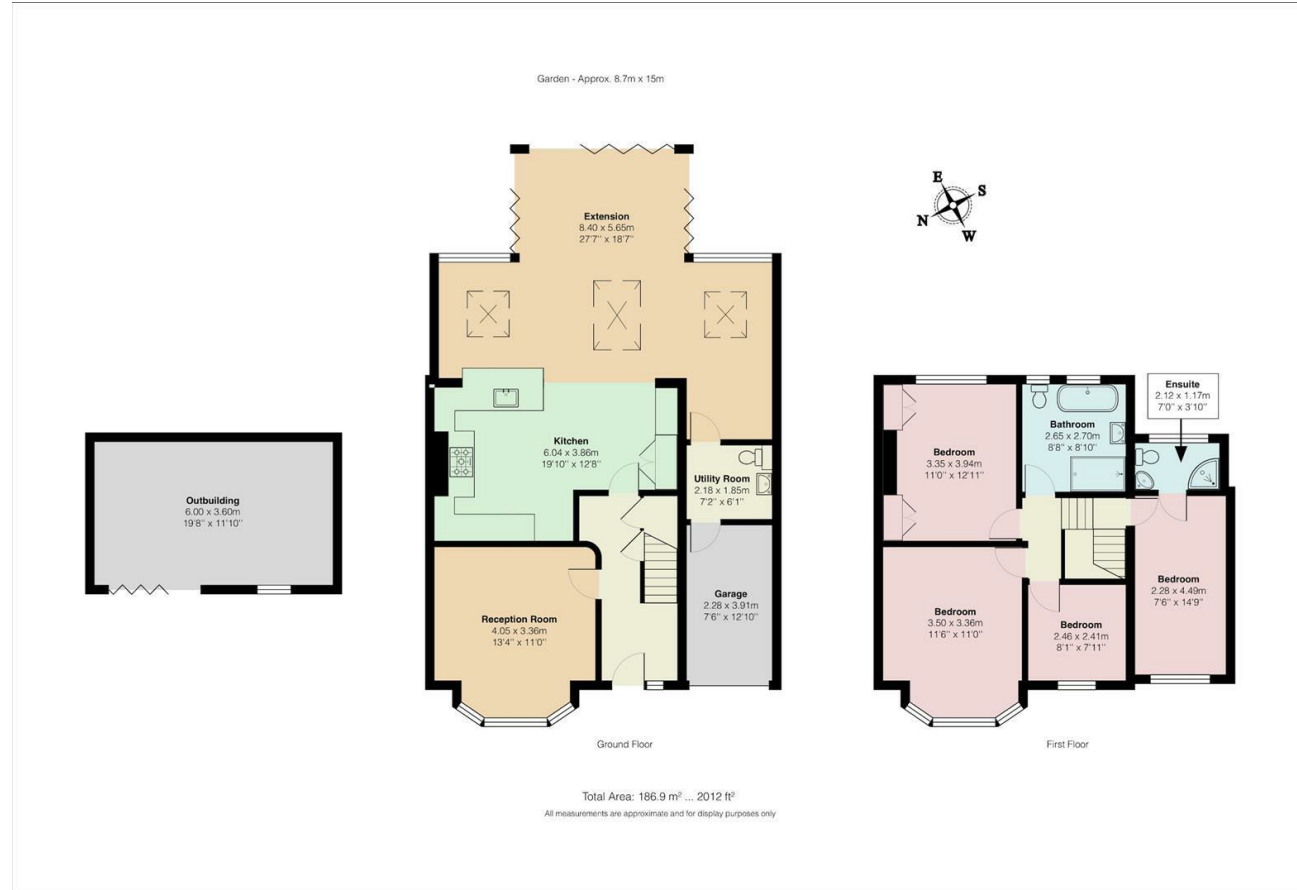 Garden - Approx. 8.7m x 15m
Extension
8.40 x 5.65m
27'7'' x 18'7''
E
S
N
W
Kitchen
6.04 x 3.86m
19'10'' x 12'8''
Utility Room
2.18 x 1.85m
7'2'' x 6'1''
Outbuilding
6.00 x 3.60m
19'8'' x 11'10''
Reception Room
4.05 x 3.36m
13'4'' x 11'0''
Garage
2.28 x 3.91m
7'6'' x 12'10''
Ground Floor
Ensuite
2.12 x 1.17m
7'0'' x 3'10''
Bedroom
3.35 x 3.94m
11'0'' x 12'11''
Bathroom
2.65 x 2.70m
8'8'' x 8'10''
Bedroom
2.28 x 4.49m
7'6'' x 14'9''
Bedroom
3.50 x 3.36m
11'6'' x 11'0''
Bedroom
2.46 x 2.41m
8'1'' x 7'11''
First Floor
Total Area: 186.9 m² ... 2012 ft²
All measurements are approximate and for display purposes only